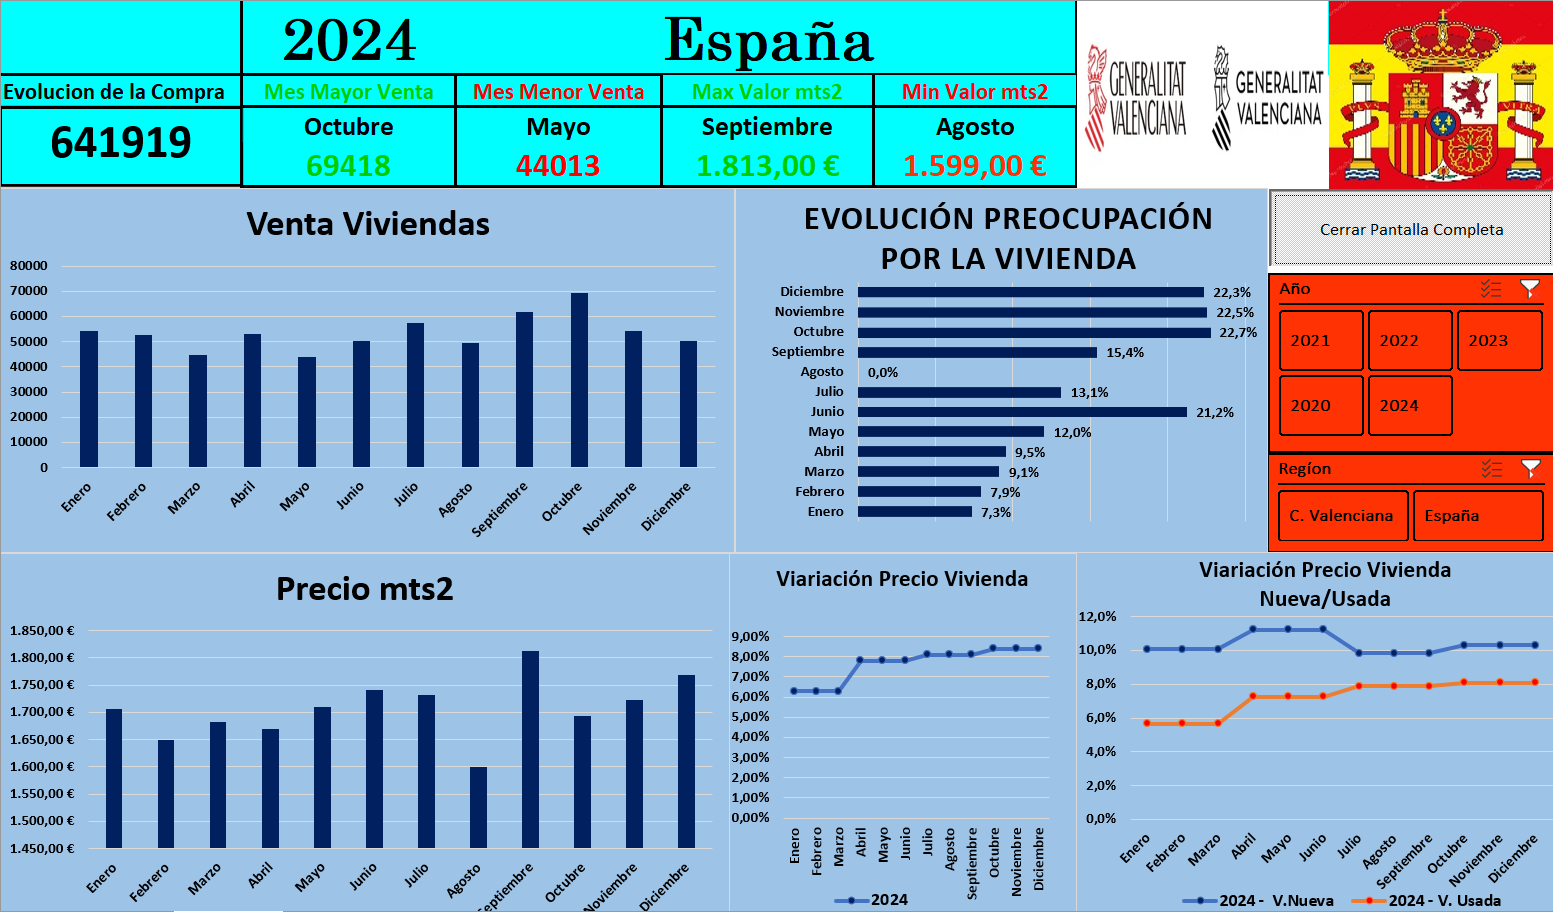 2024 España
Evolucion de la Compra
Mes Mayor Venta
Mes Menor Venta
Max Valor mts2
Min Valor mts2
641919
Octubre
69418
Mayo
44013
Septiembre
1.813,00 €
Agosto
1.599,00 €
GENERALITAT
VALENCIANA
GENERALITAT
VALENCIANA
PLVS
VLTRA
Venta Viviendas
80000
70000
60000
50000
40000
30000
20000
10000
0
Enero
Febrero
Marzo
Abril
Mayo
Junio
Julio
Agosto
Septiembre
Octubre
Noviembre
Diciembre
EVOLUCIÓN PREOCUPACIÓN
POR LA VIVIENDA
Diciembre 22,3%
Noviembre 22,5%
Octubre 22,7%
Septiembre 15,4%
Agosto 0,0%
Julio 13,1%
Junio 21,2%
Mayo 12,0%
Abril 9,5%
Marzo 9,1%
Febrero 7,9%
Enero 7,3%
Cerrar Pantalla Completa
Año
2021 2022 2023
2020 2024
Regíon
C. Valenciana España
Precio mts2
1.850,00 €
1.800,00 €
1.750,00 €
1.700,00 €
1.650,00 €
1.600,00 €
1.550,00 €
1.500,00 €
1.450,00 €
Enero
Febrero
Marzo
Abril
Mayo
Junio
Julio
Agosto
Septiembre
Octubre
Noviembre
Diciembre
Viariación Precio Vivienda
9,00%
8,00%
7,00%
6,00%
5,00%
4,00%
3,00%
2,00%
1,00%
0,00%
Enero
Febrero
Marzo
Abril
Mayo
Junio
Julio
Agosto
Septiembre
Octubre
Noviembre
Diciembre
2024
Viariación Precio Vivienda
Nueva/Usada
12,0%
10,0%
8,0%
6,0%
4,0%
2,0%
0,0%
Enero
Febrero
Marzo
Abril
Mayo
Junio
Julio
Agosto
Septiembre
Octubre
Noviembre
Diciembre
2024 - V.Nueva
2024 - V. Usada